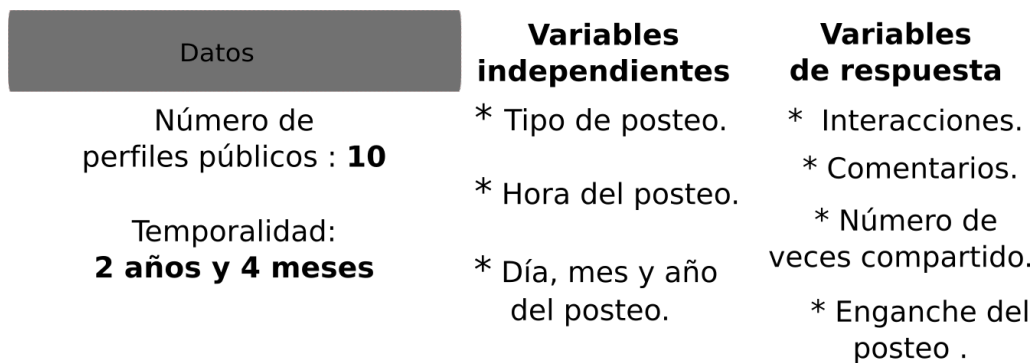 Datos
Número de
perfiles públicos : 10
Temporalidad:
2 años y 4 meses
Variables
independientes
* Tipo de posteo.
* Hora del posteo.
* Día, mes y año
del posteo.
Variables
de respuesta
* Interacciones.
* Comentarios.
* Número de
veces compartido.
* Enganche del
posteo .